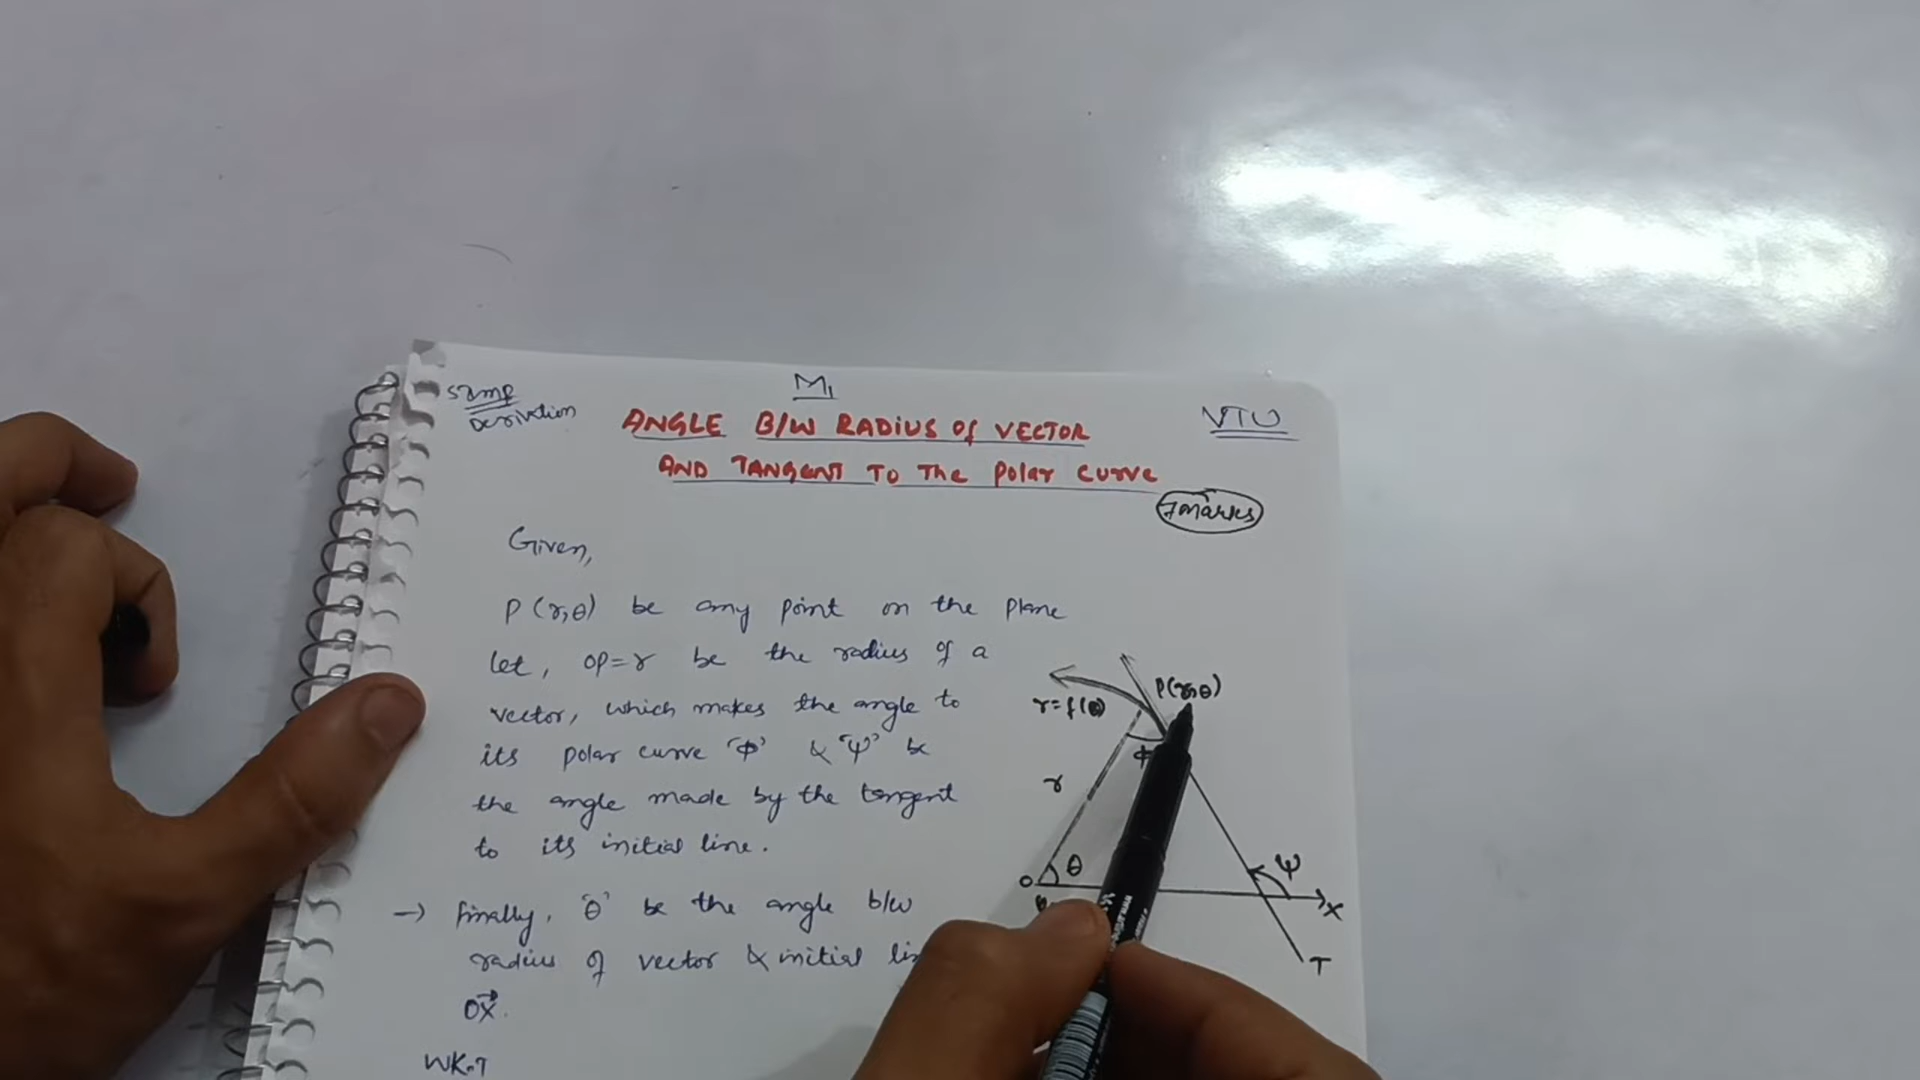 M1
Derivation
VTU
ANGLE B/W RADIUS Of VECTOR
AND TANGENT TO The Polar Curve
7marks
Given,
P (r,θ) be any point on the plane
let, OP=r be the radius of a
vector, which makes the angle to
its polar curve 'ϕ' & 'ψ' be
the angle made by the tangent
to its initial line.
→ finally, 'θ' be the angle b/w
radius of vector & initial
OX.
WK.T
P(r,θ)
r=f(θ)
ϕ
r
θ
ψ
O
X
T